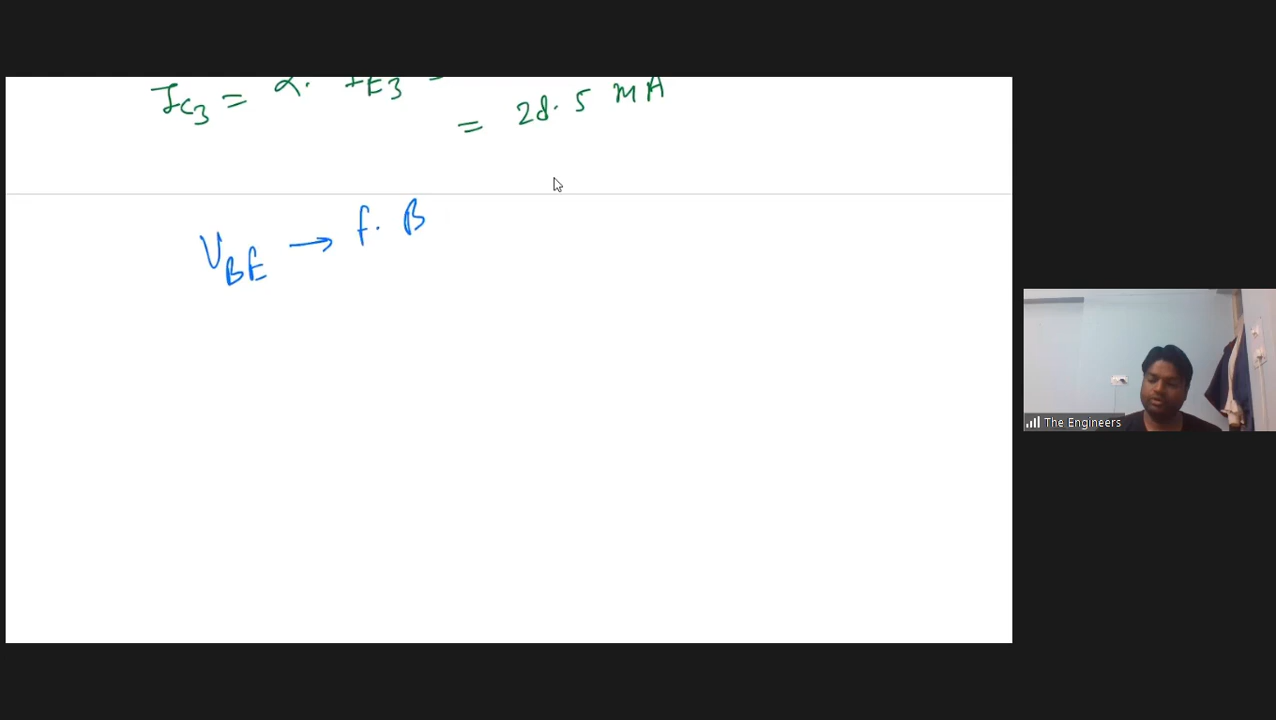 I_C3 = α. I_E3 =
= 28.5 mA
V_BE → f. B
The Engineers